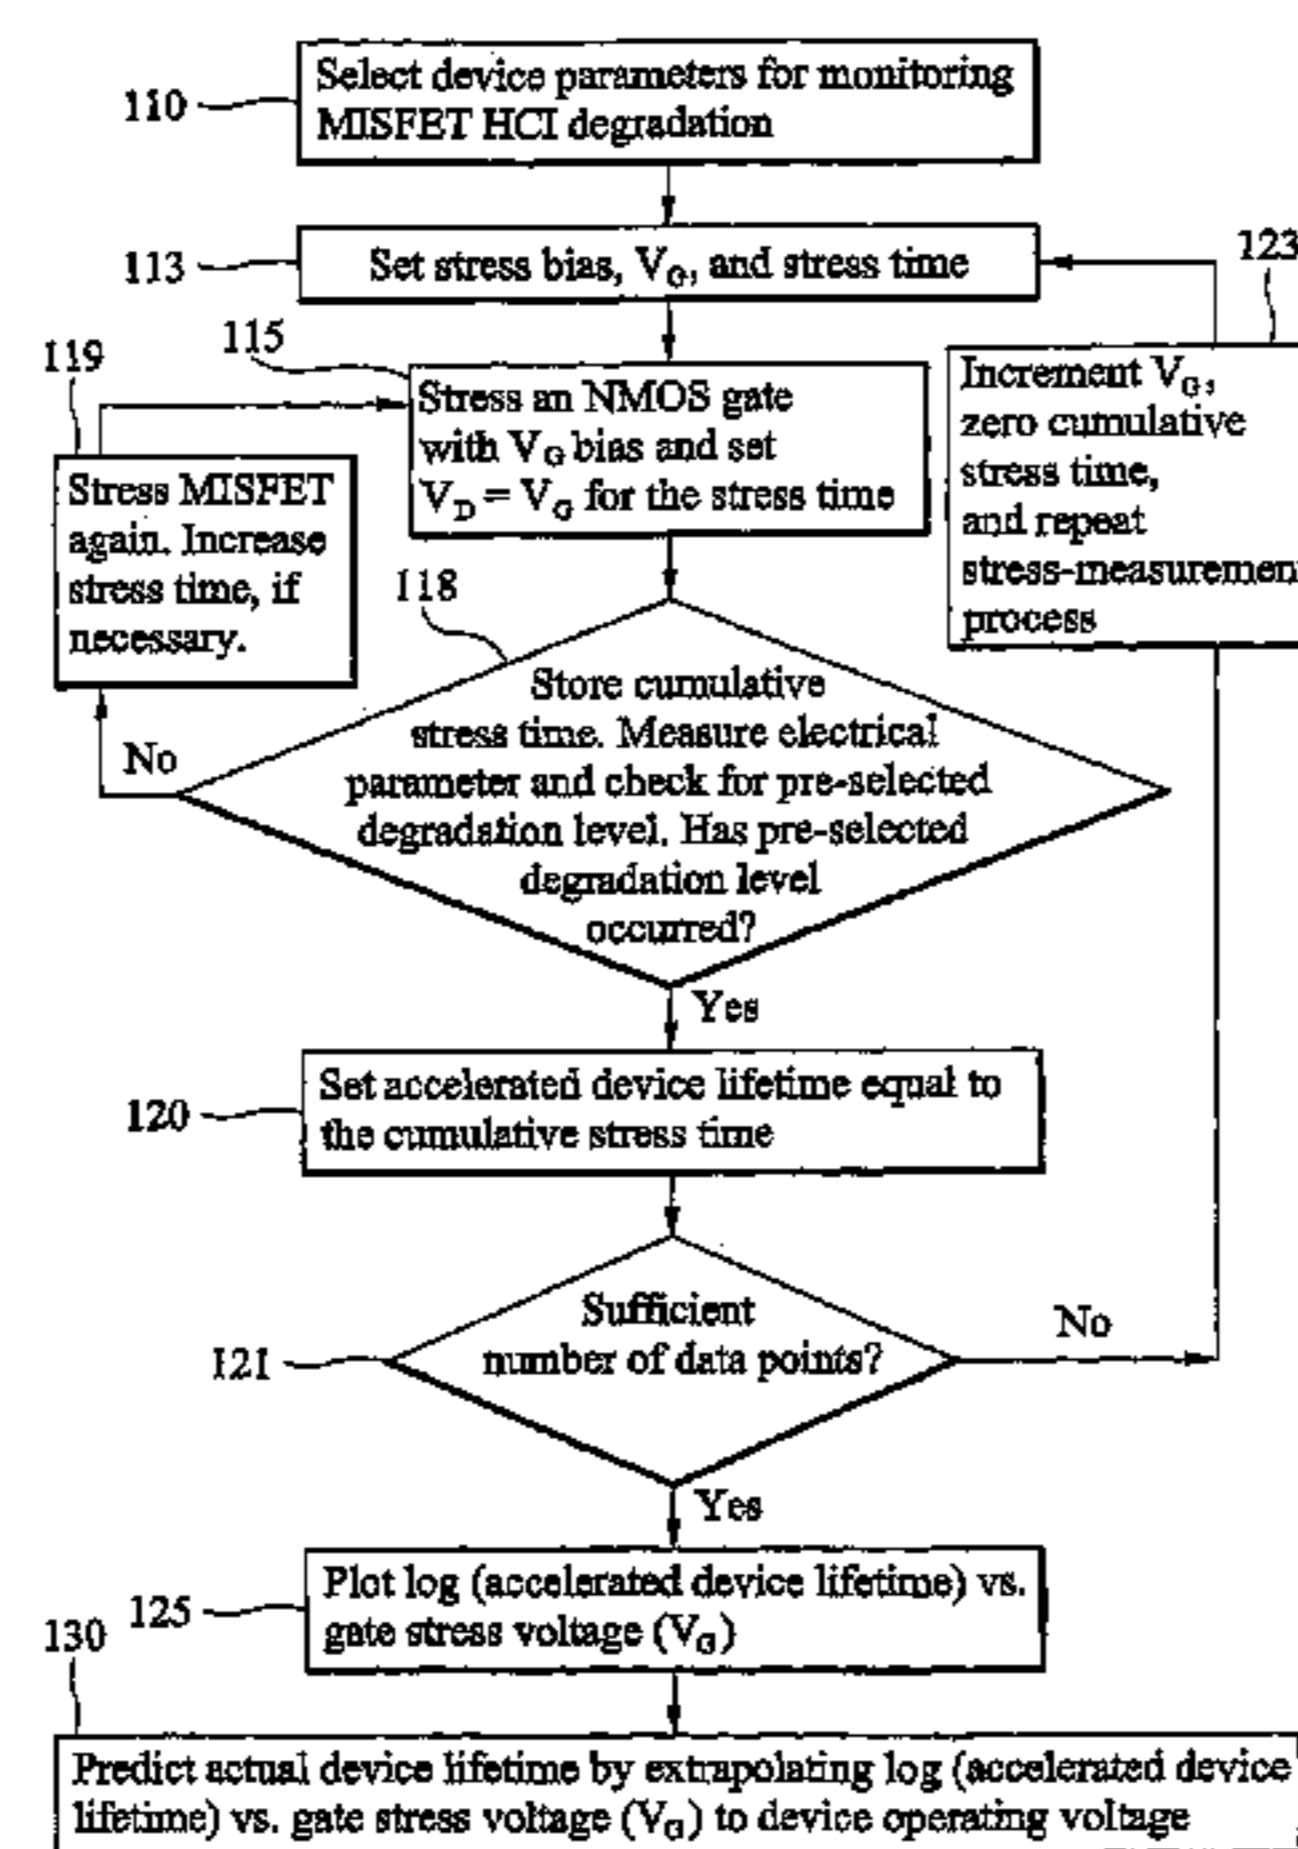 Select device parameters for monitoring
MISFET HCI degradation
110
Set stress bias, VG, and stress time
113
123
115
Stress an NMOS gate
with VG bias and set
VD = VG for the stress time
119
Stress MISFET
again. Increase
stress time, if
necessary.
Increment VG,
zero cumulative
stress time,
and repeat
stress-measuremen
process
118
Store cumulative
stress time. Measure electrical
parameter and check for pre-selected
degradation level. Has pre-selected
degradation level
occurred?
No
Yes
120
Set accelerated device lifetime equal to
the cumulative stress time
121
Sufficient
number of data points?
No
Yes
125
Plot log (accelerated device lifetime) vs.
gate stress voltage (VG)
130
Predict actual device lifetime by extrapolating log (accelerated device
lifetime) vs. gate stress voltage (VG) to device operating voltage